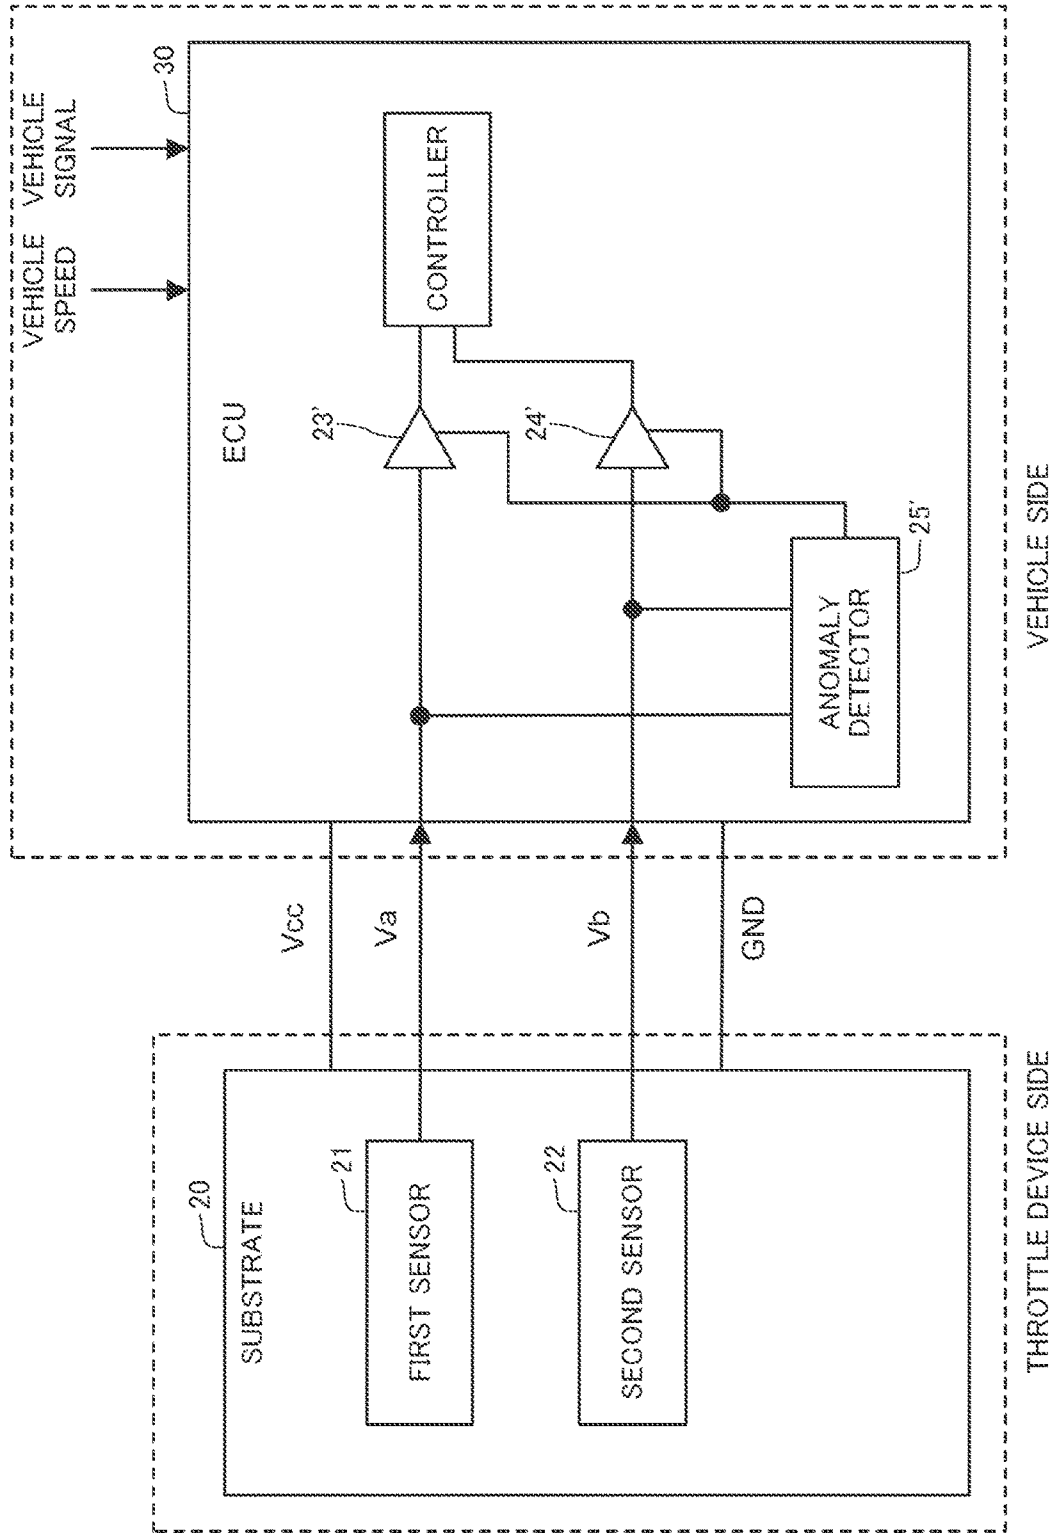 VEHICLE
SPEED
VEHICLE
SIGNAL
30
ECU
CONTROLLER
23'
24'
25'
ANOMALY
DETECTOR
VEHICLE SIDE
Vcc
Va
Vb
GND
20
SUBSTRATE
21
FIRST SENSOR
22
SECOND SENSOR
THROTTLE DEVICE SIDE